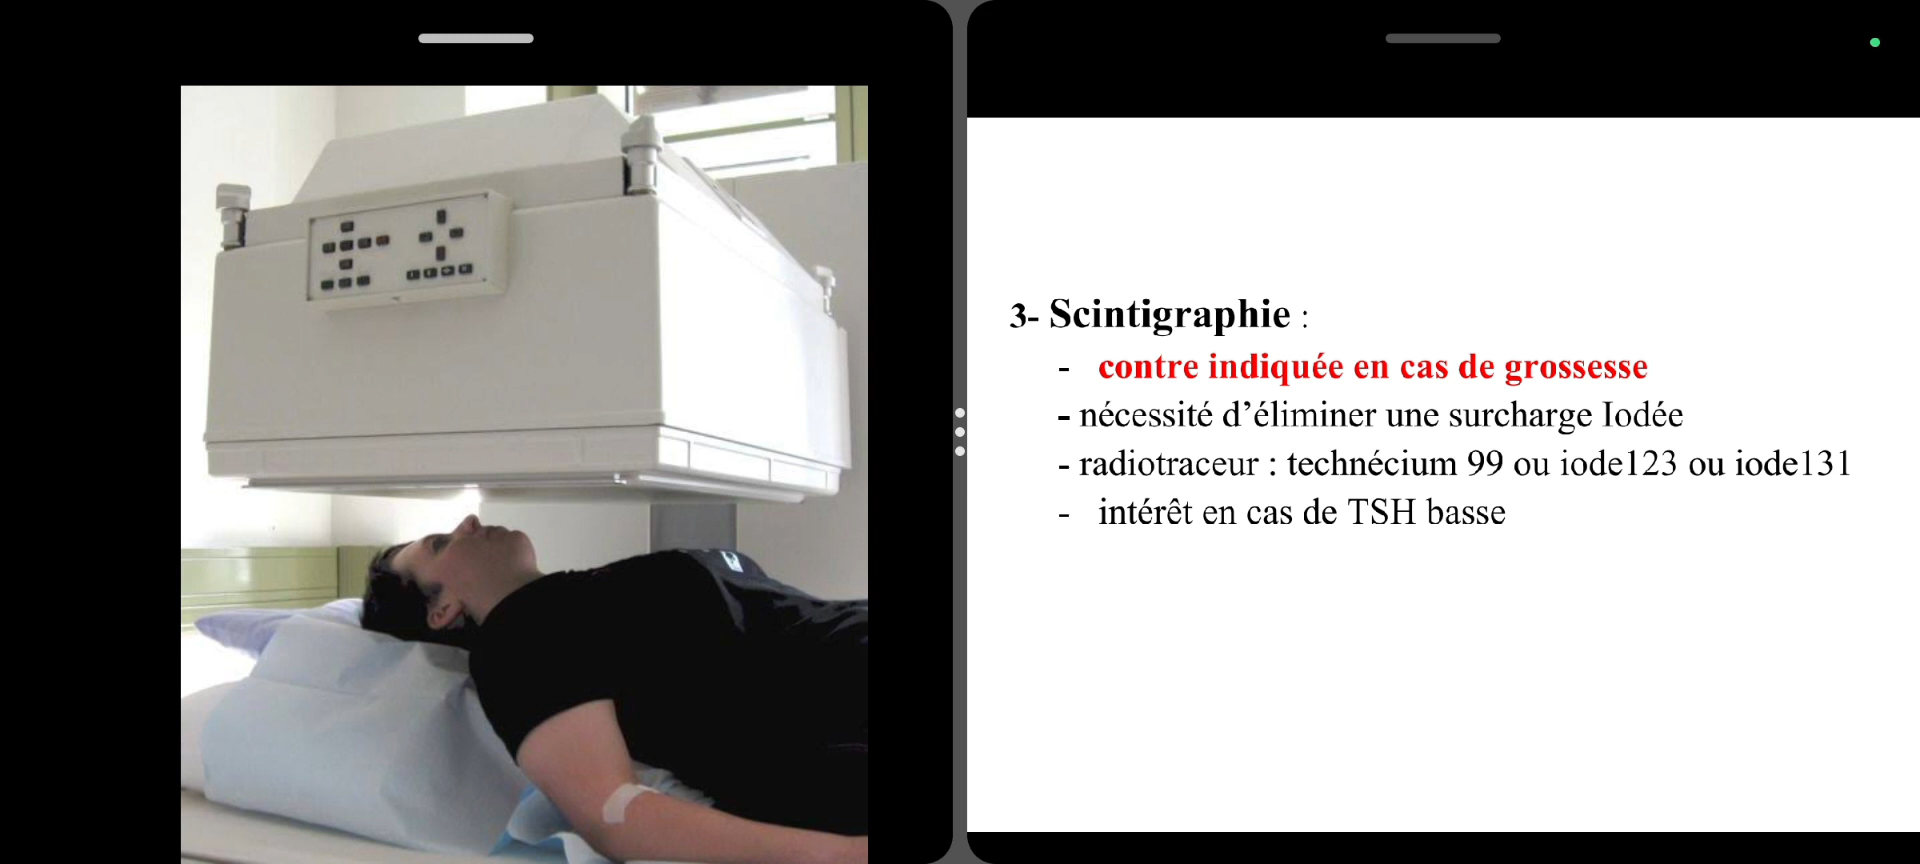 3- Scintigraphie :
- contre indiquée en cas de grossesse
- nécessité d’éliminer une surcharge Iodée
- radiotraceur : technécium 99 ou iode123 ou iode131
- intérêt en cas de TSH basse